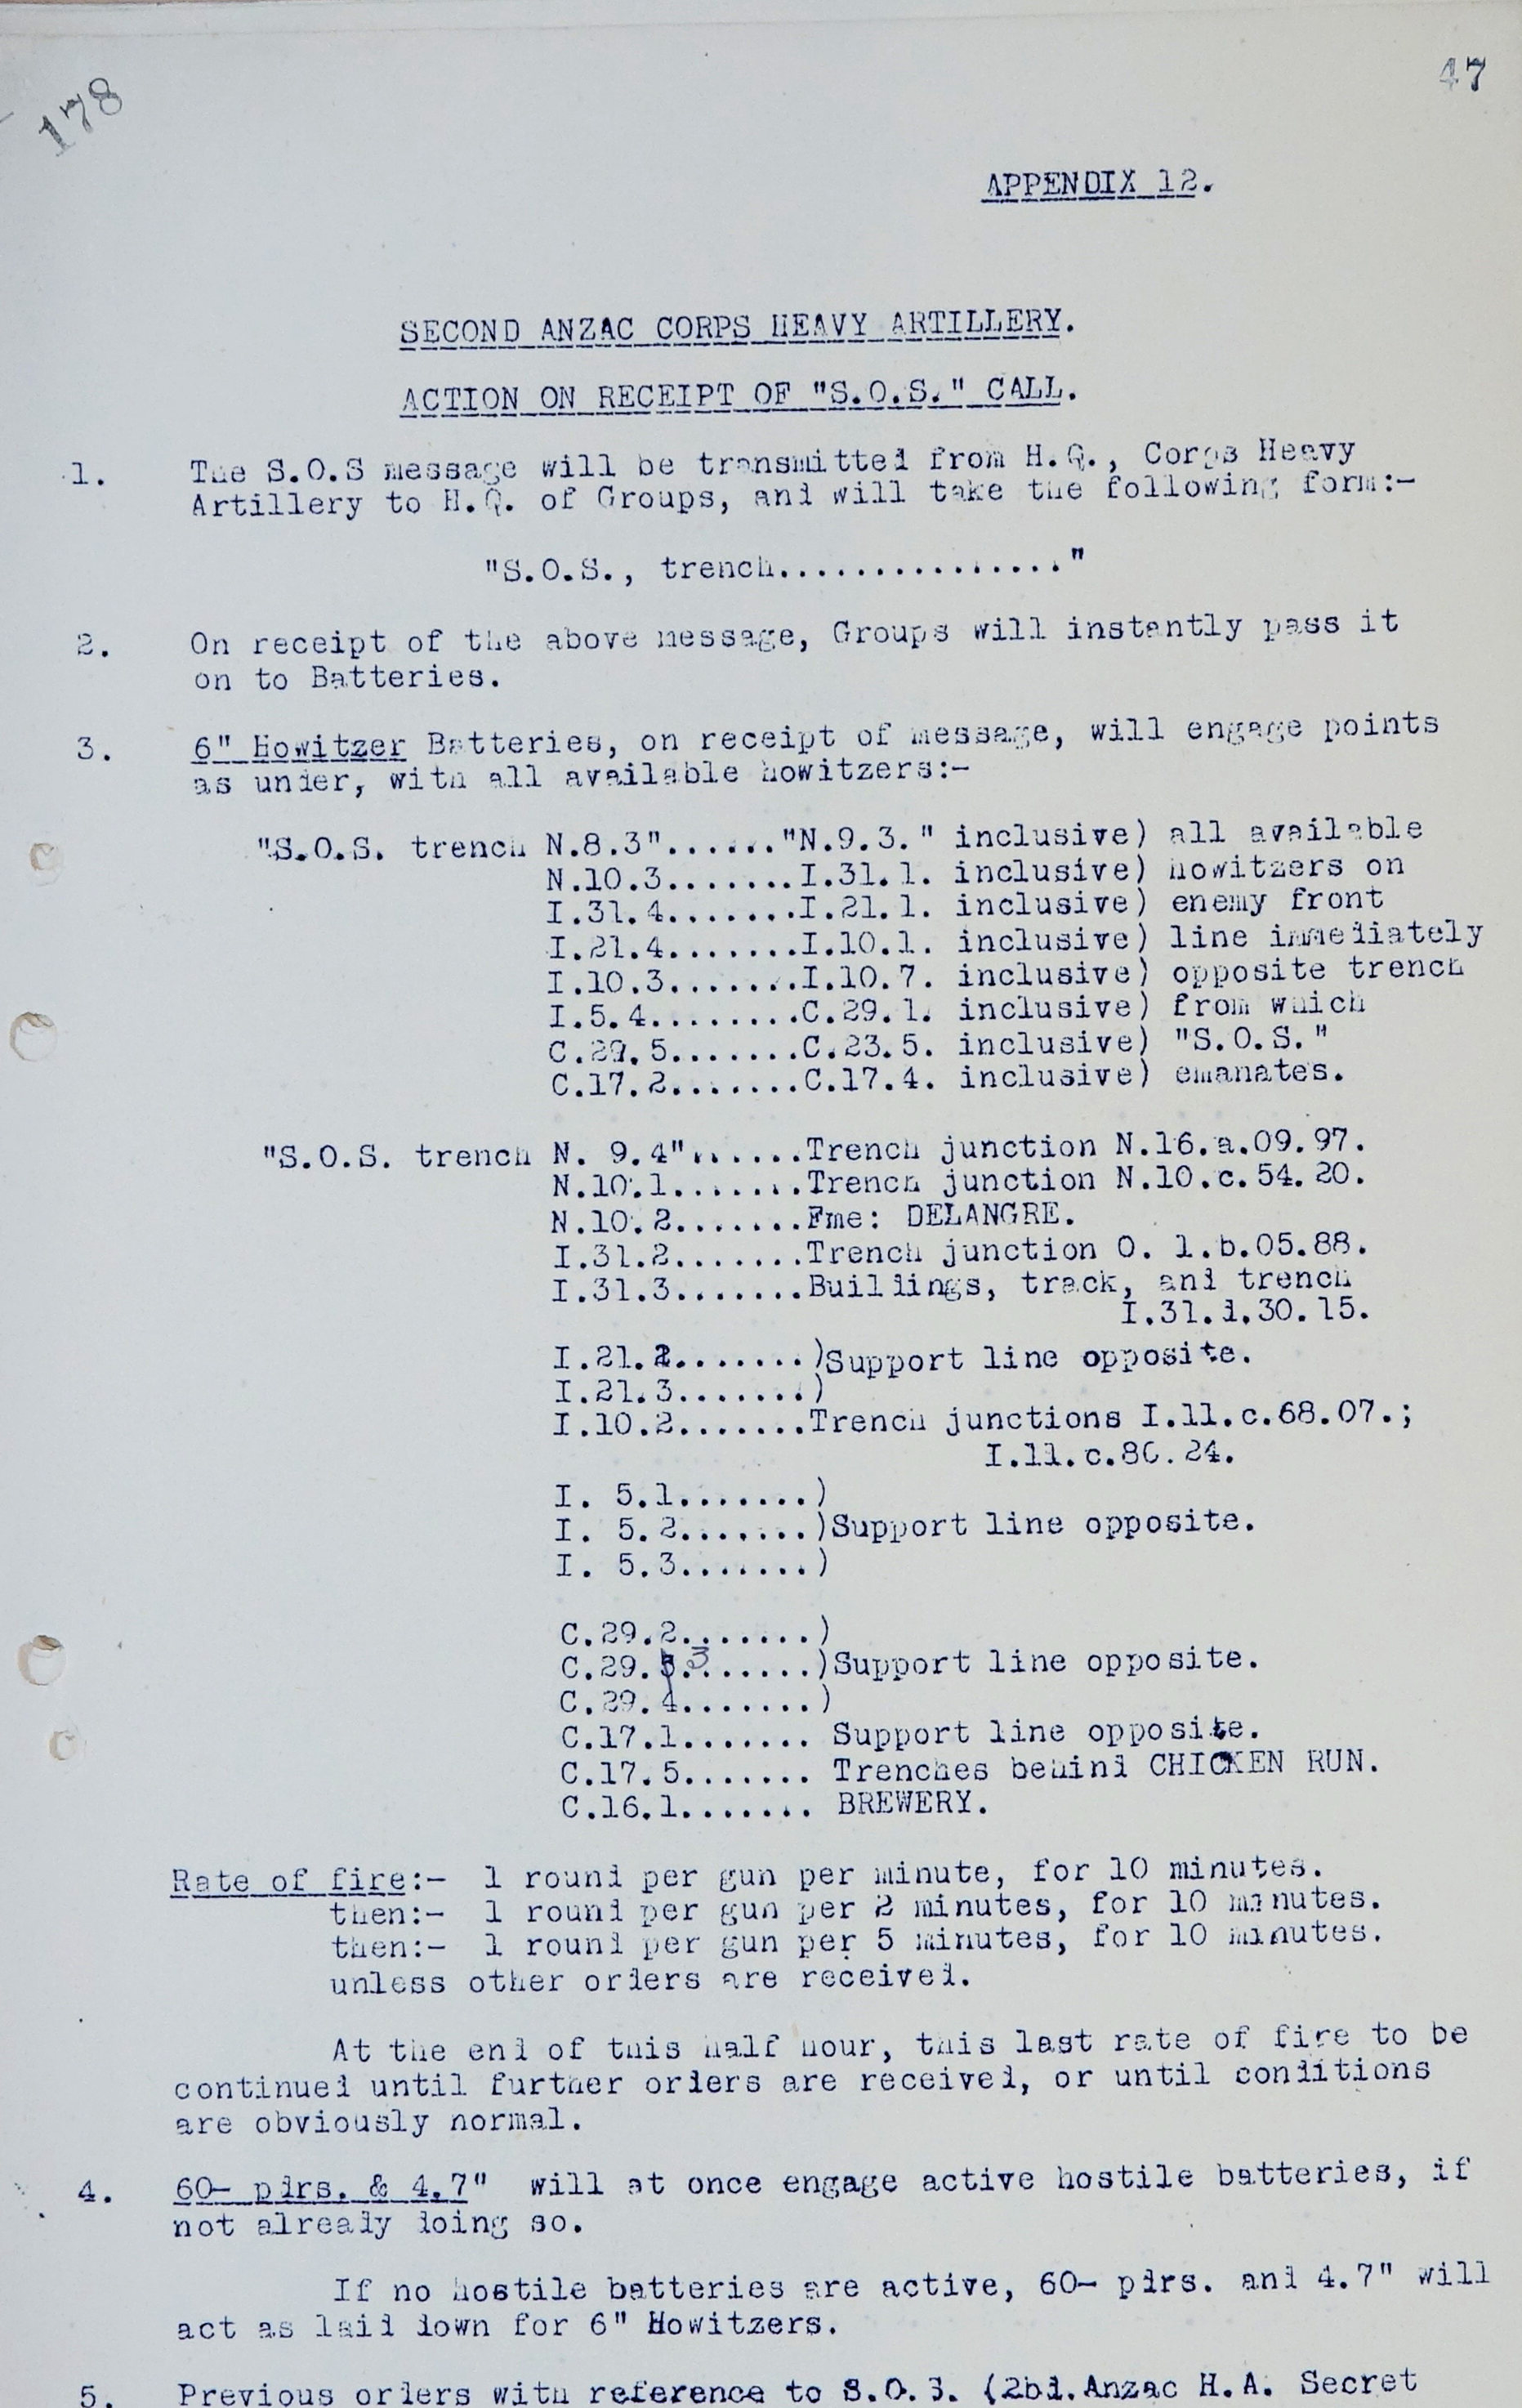 178
47
APPENDIX 12.
SECOND ANZAC CORPS HEAVY ARTILLERY.
ACTION ON RECEIPT OF "S.O.S." CALL.
1. The S.O.S message will be transmitted from H.Q., Corps Heavy
Artillery to H.Q. of Groups, and will take the following form:-
"S.O.S., trench................"
2. On receipt of the above message, Groups will instantly pass it
on to Batteries.
3. 6" Howitzer Batteries, on receipt of message, will engage points
as under, with all available howitzers:-
"S.O.S. trench N.8.3"......"N.9.3." inclusive) all available
N.10.3.......I.31.1. inclusive) howitzers on
I.31.4.......I.21.1. inclusive) enemy front
I.21.4.......I.10.1. inclusive) line immediately
I.10.3.......I.10.7. inclusive) opposite trench
I.5.4........C.29.1. inclusive) from which
C.29.5.......C.23.5. inclusive) "S.O.S."
C.17.2.......C.17.4. inclusive) emanates.
"S.O.S. trench N. 9.4"......Trench junction N.16.a.09.97.
N.10.1.......Trench junction N.10.c.54.20.
N.10.2.......Fme: DELANGRE.
I.31.2.......Trench junction O. 1.b.05.88.
I.31.3.......Buildings, track, and trench
I.31.d.30.15.
I.21.2.......)Support line opposite.
I.21.3.......)
I.10.2.......Trench junctions I.11.c.68.07.;
I.11.c.80.24.
I. 5.1.......)
I. 5.2.......)Support line opposite.
I. 5.3.......)
C.29.2.......)
C.29.3.......)Support line opposite.
C.29.4.......)
C.17.1....... Support line opposite.
C.17.5....... Trenches behind CHICKEN RUN.
C.16.1....... BREWERY.
Rate of fire:- 1 round per gun per minute, for 10 minutes.
then:- 1 round per gun per 2 minutes, for 10 minutes.
then:- 1 round per gun per 5 minutes, for 10 minutes.
unless other orders are received.
At the end of this half hour, this last rate of fire to be
continued until further orders are received, or until conditions
are obviously normal.
4. 60- pdrs. & 4.7" will at once engage active hostile batteries, if
not already doing so.
If no hostile batteries are active, 60- pdrs. and 4.7" will
act as laid down for 6" Howitzers.
5. Previous orders with reference to S.O.S. (2bd.Anzac H.A. Secret